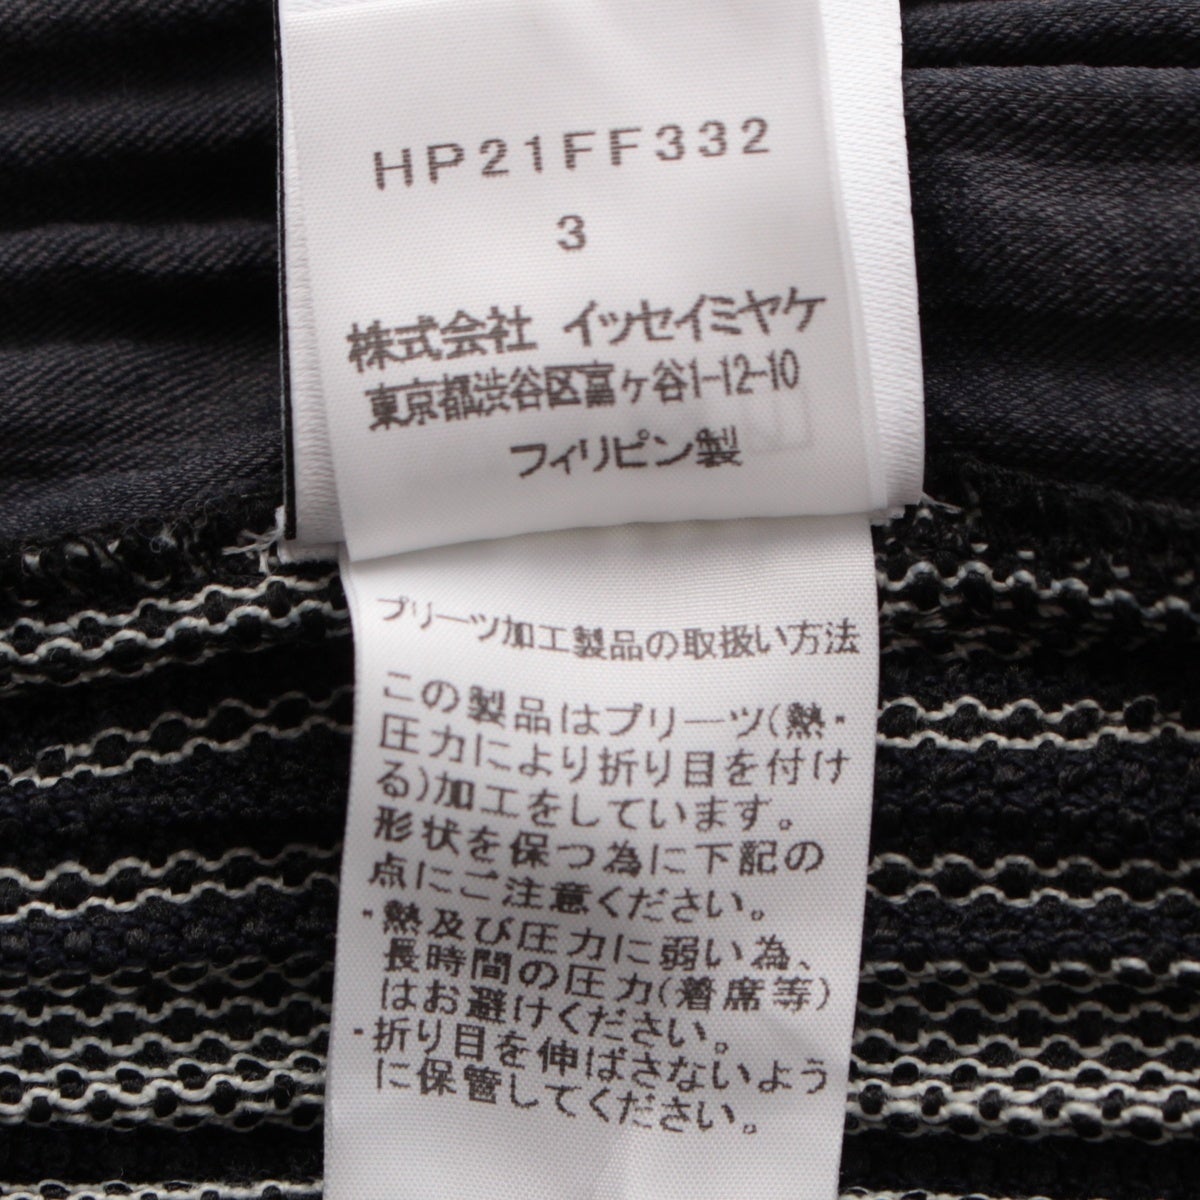 HP21FF332
3
株式会社 イッセイミヤケ
東京都渋谷区富ヶ谷1-12-10
フィリピン製
プリーツ加工製品の取扱い方法
この製品はプリーツ(熱・
圧力により折り目を付け
る)加工をしています。
形状を保つ為に下記の
点にご注意ください。
・熱及び圧力に弱い為、
長時間の圧力(着席等)
はお避けください。
・折り目を伸ばさないよう
に保管してください。